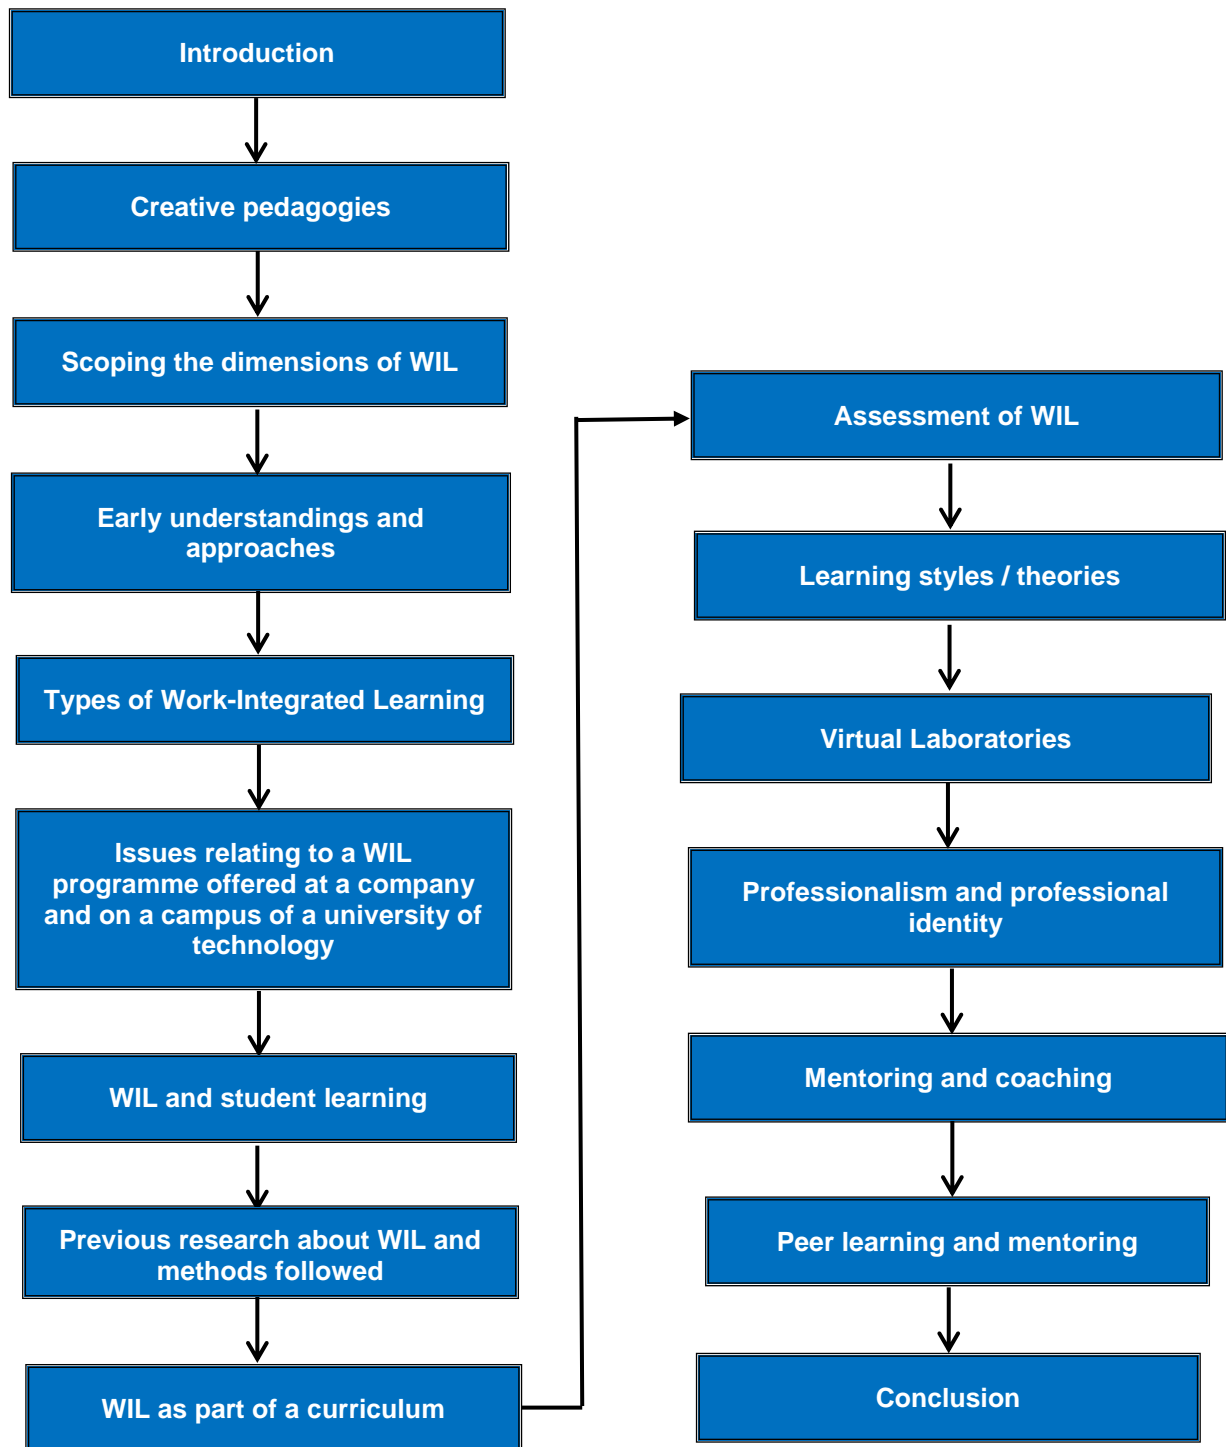 Introduction
Creative pedagogies
Scoping the dimensions of WIL
Early understandings and
approaches
Types of Work-Integrated Learning
Issues relating to a WIL
programme offered at a company
and on a campus of a university of
technology
WIL and student learning
Previous research about WIL and
methods followed
WIL as part of a curriculum
Assessment of WIL
Learning styles / theories
Virtual Laboratories
Professionalism and professional
identity
Mentoring and coaching
Peer learning and mentoring
Conclusion